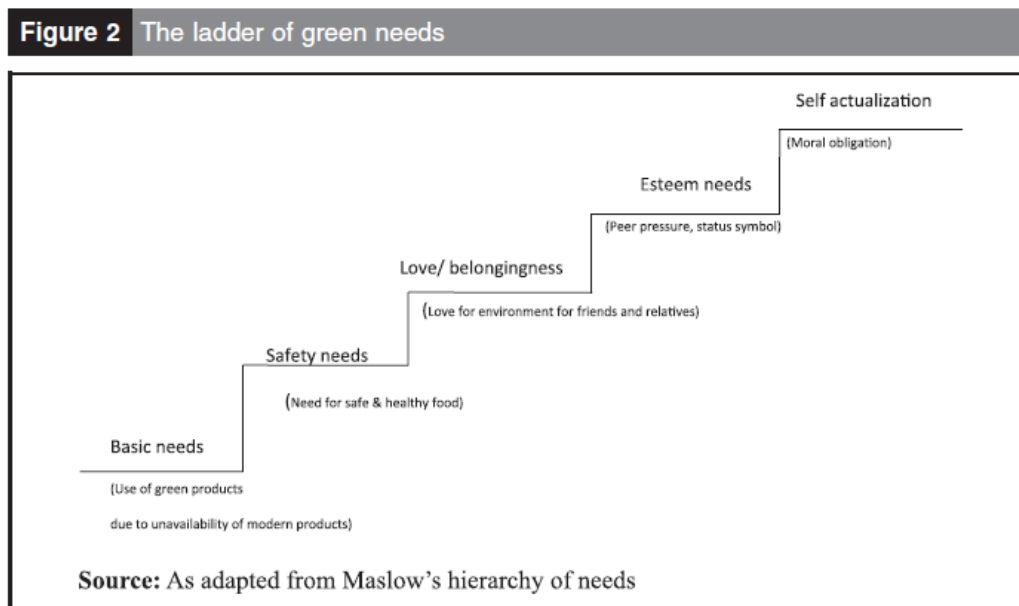 Figure 2 The ladder of green needs
Self actualization
(Moral obligation)
Esteem needs
(Peer pressure, status symbol)
Love/ belongingness
(Love for environment for friends and relatives)
Safety needs
(Need for safe & healthy food)
Basic needs
(Use of green products
due to unavailability of modern products)
Source: As adapted from Maslow's hierarchy of needs